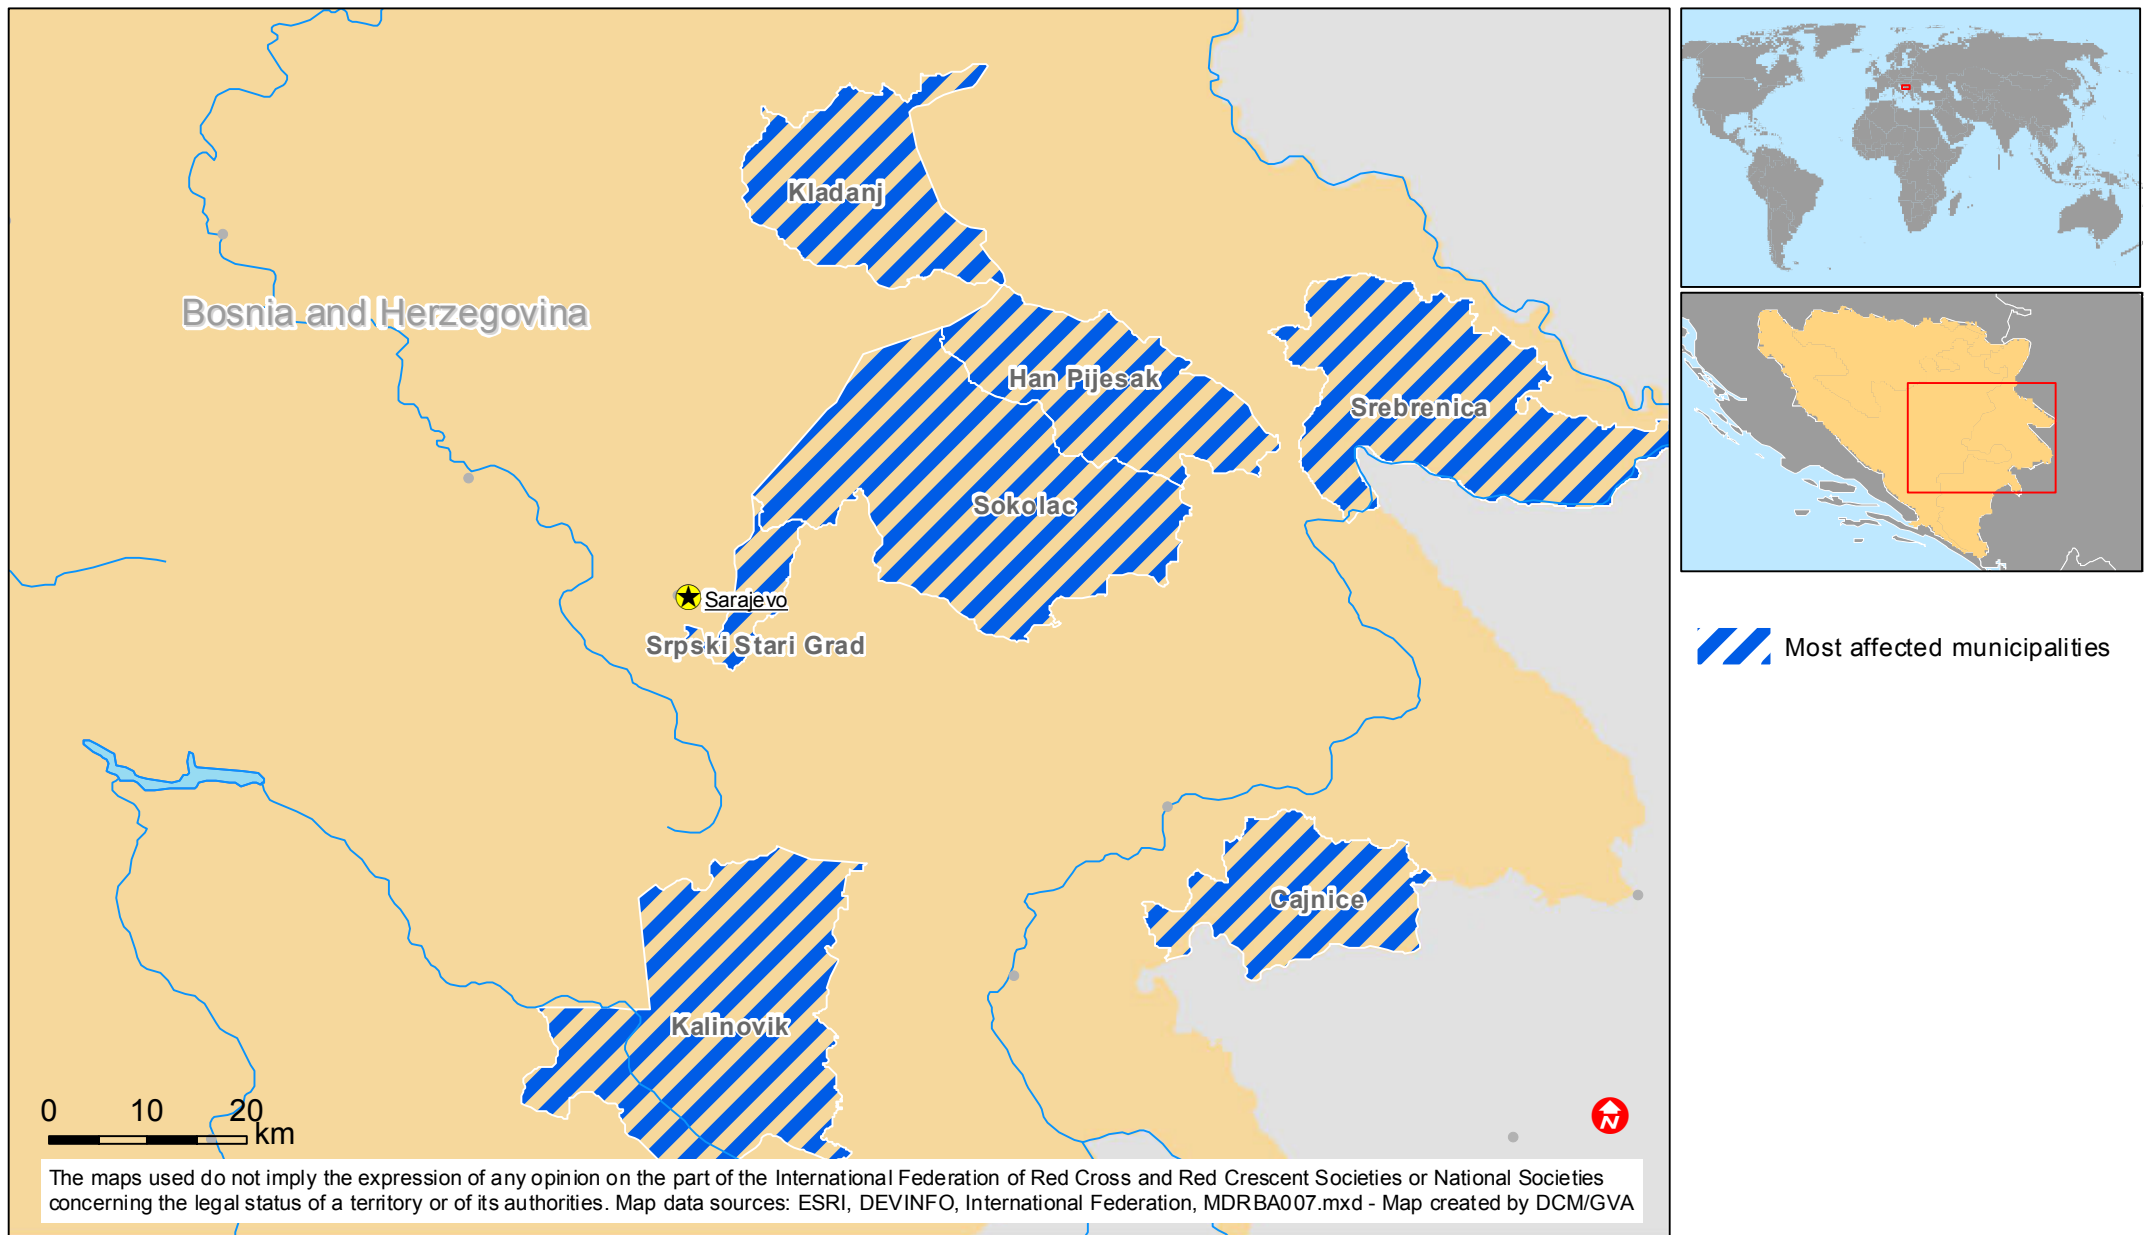 Kladanj
Bosnia and Herzegovina
Han Pijesak
Srebrenica
Sokolac
Sarajevo
Srpski Stari Grad
Most affected municipalities
Cajnice
Kalinovik
0 10 20
km
N
The maps used do not imply the expression of any opinion on the part of the International Federation of Red Cross and Red Crescent Societies or National Societies
concerning the legal status of a territory or of its authorities. Map data sources: ESRI, DEVINFO, International Federation, MDRBA007.mxd - Map created by DCM/GVA